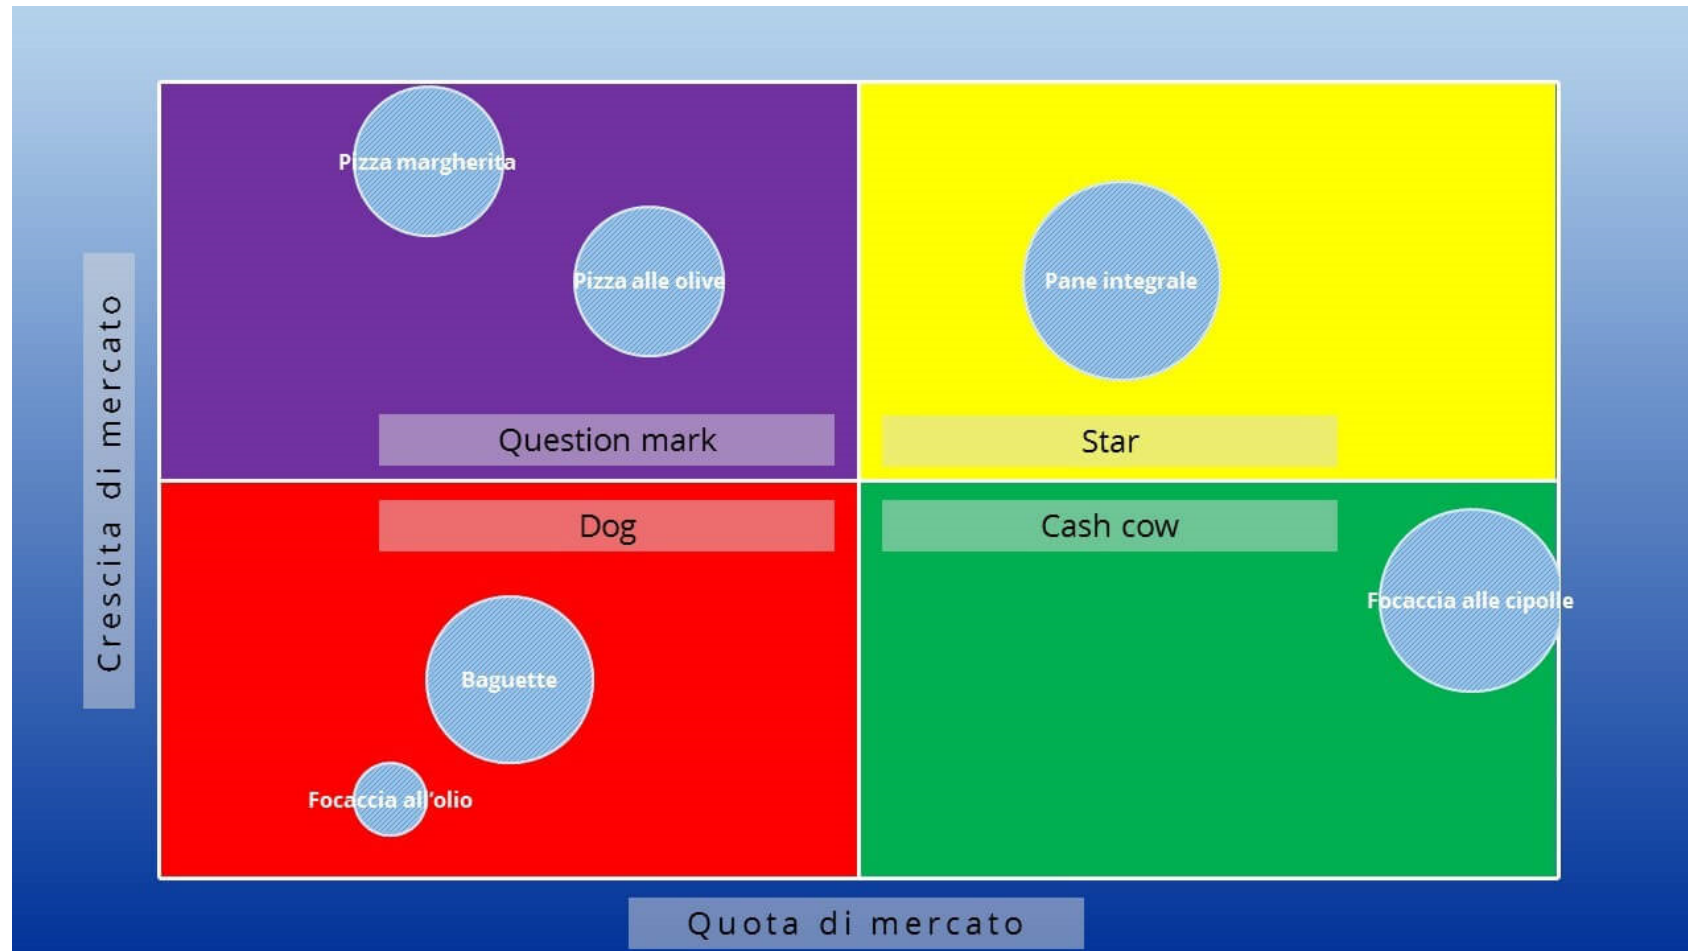 Pizza margherita
Pizza alle olive
Pane integrale
Question mark
Star
Crescita di mercato
Dog
Cash cow
Focaccia alle cipolle
Baguette
Focaccia all'olio
Quota di mercato